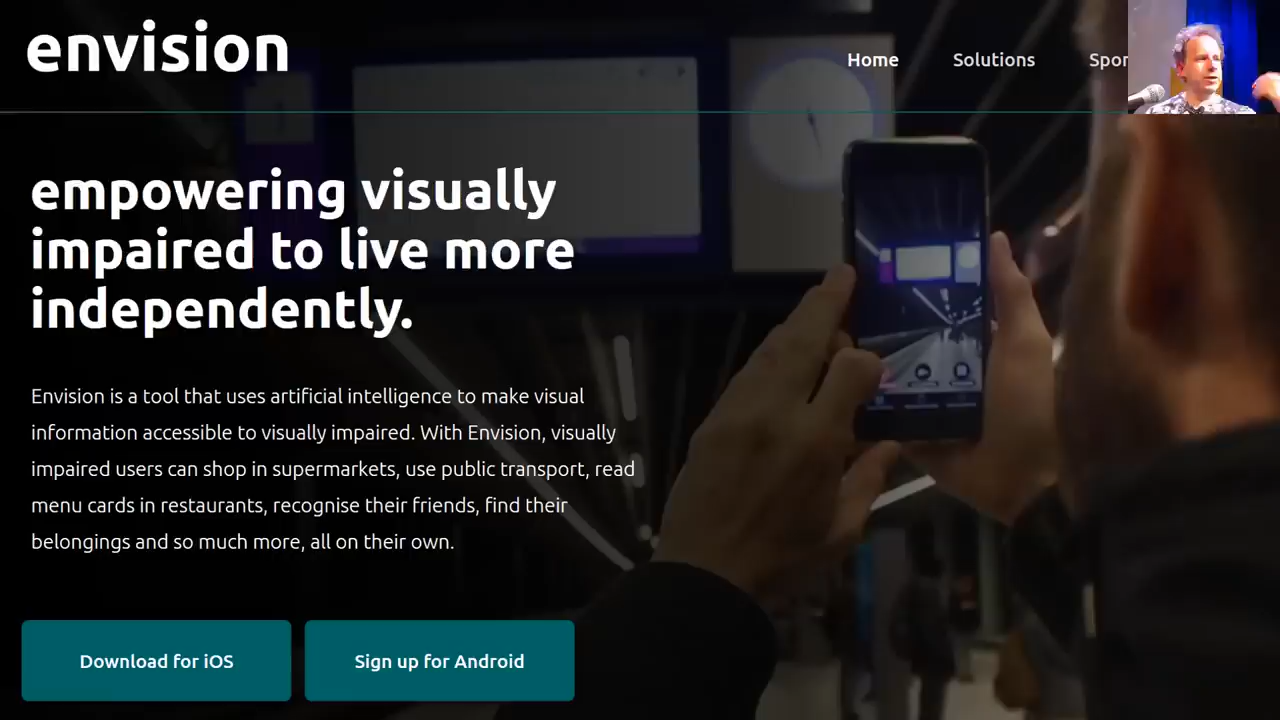 envision
Home Solutions
empowering visually
impaired to live more
independently.
Envision is a tool that uses artificial intelligence to make visual
information accessible to visually impaired. With Envision, visually
impaired users can shop in supermarkets, use public transport, read
menu cards in restaurants, recognise their friends, find their
belongings and so much more, all on their own.
Download for iOS Sign up for Android